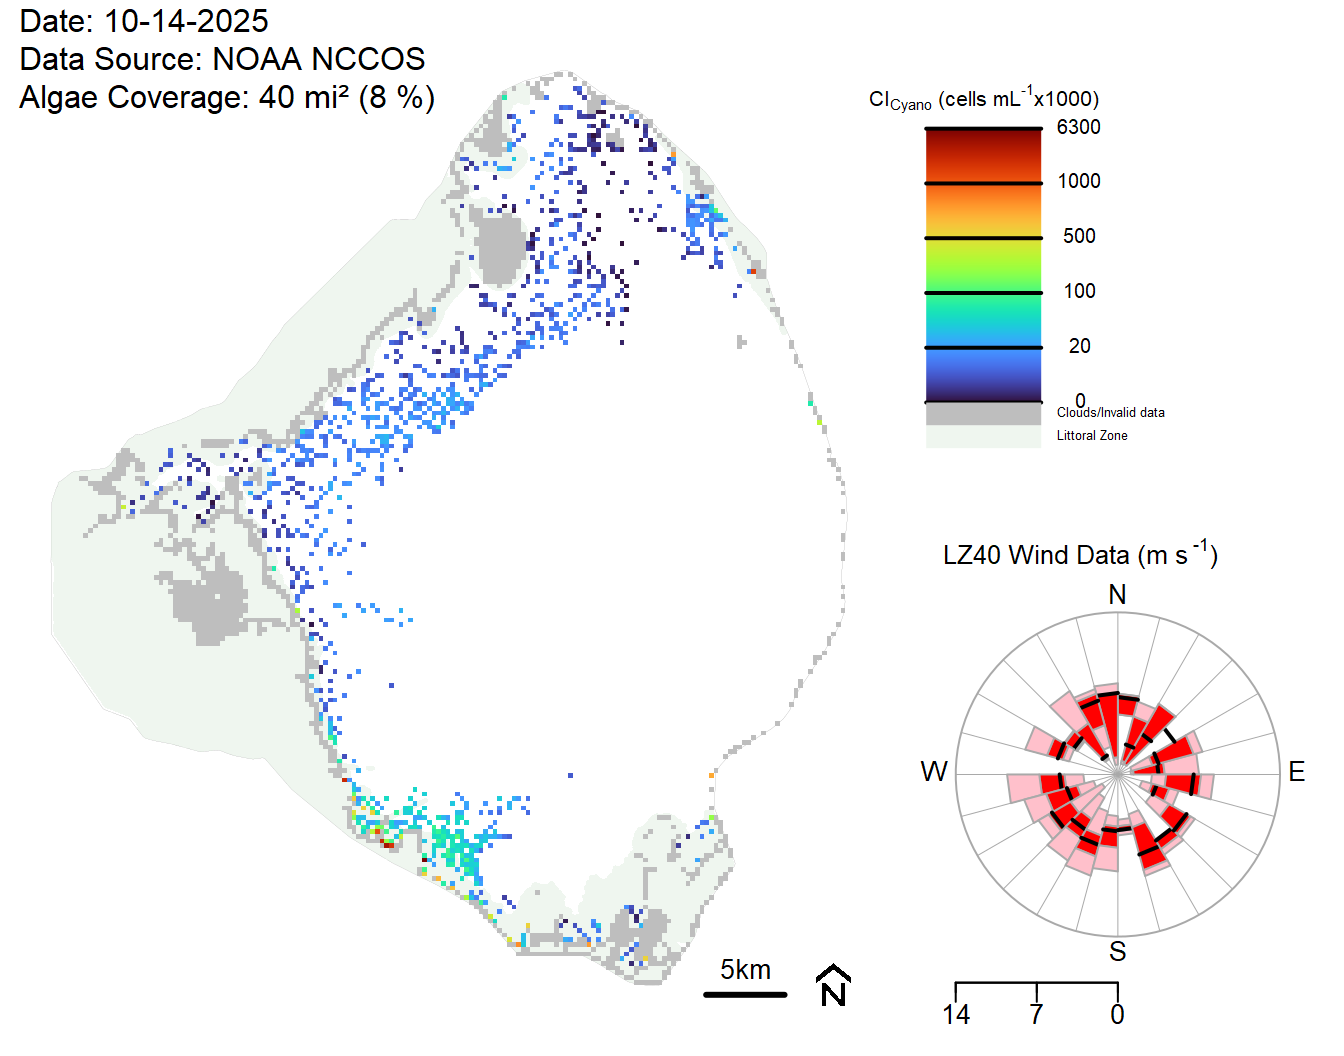 Date: 10-14-2025
Data Source: NOAA NCCOS
Algae Coverage: 40 mi² (8 %)
CICyano (cells mL-1x1000)
6300
1000
500
100
20
0
Clouds/Invalid data
Littoral Zone
LZ40 Wind Data (m s-1)
N
W
E
S
14
7
0
5km
N